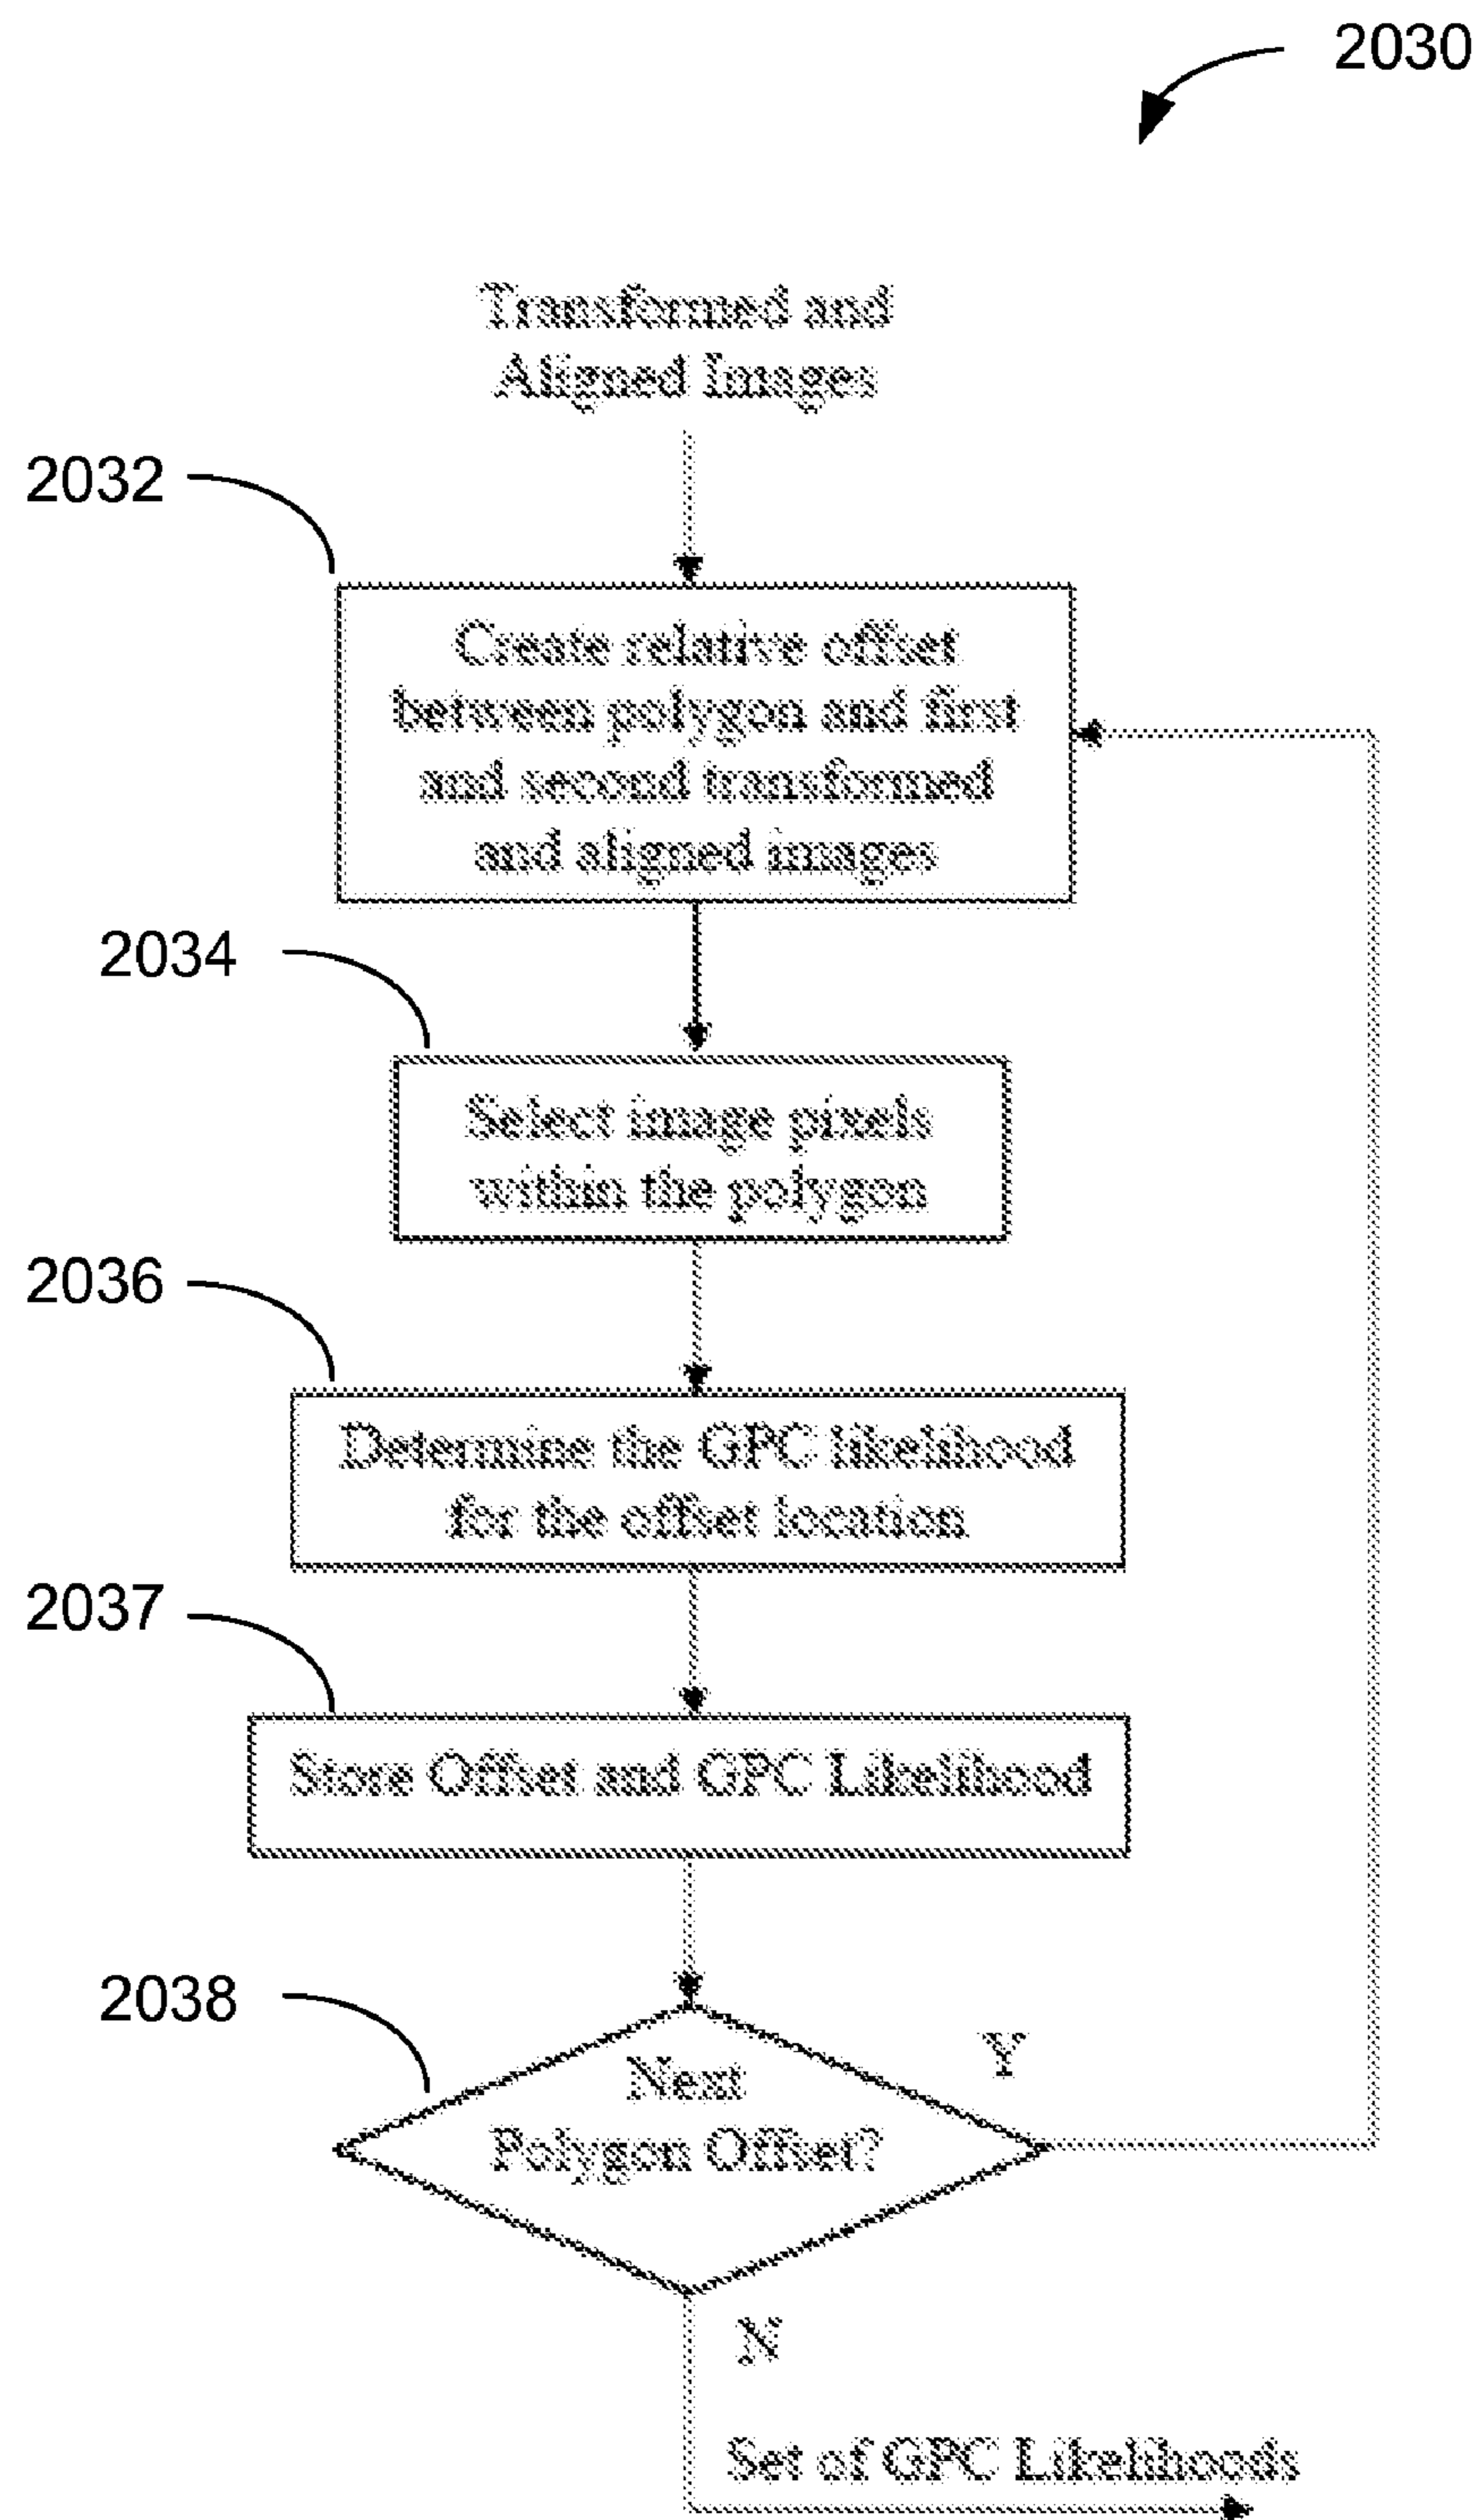 2030
Transformed and
Aligned Images
2032
Create relative offset
between polygon and first
and second transformed
and aligned images
2034
Select image pixels
within the polygon
2036
Determine the GPC likelihood
for the offset location
2037
Store Offset and GPC Likelihood
2038
Next
Polygon Offset?
Y
N
Set of GPC Likelihoods